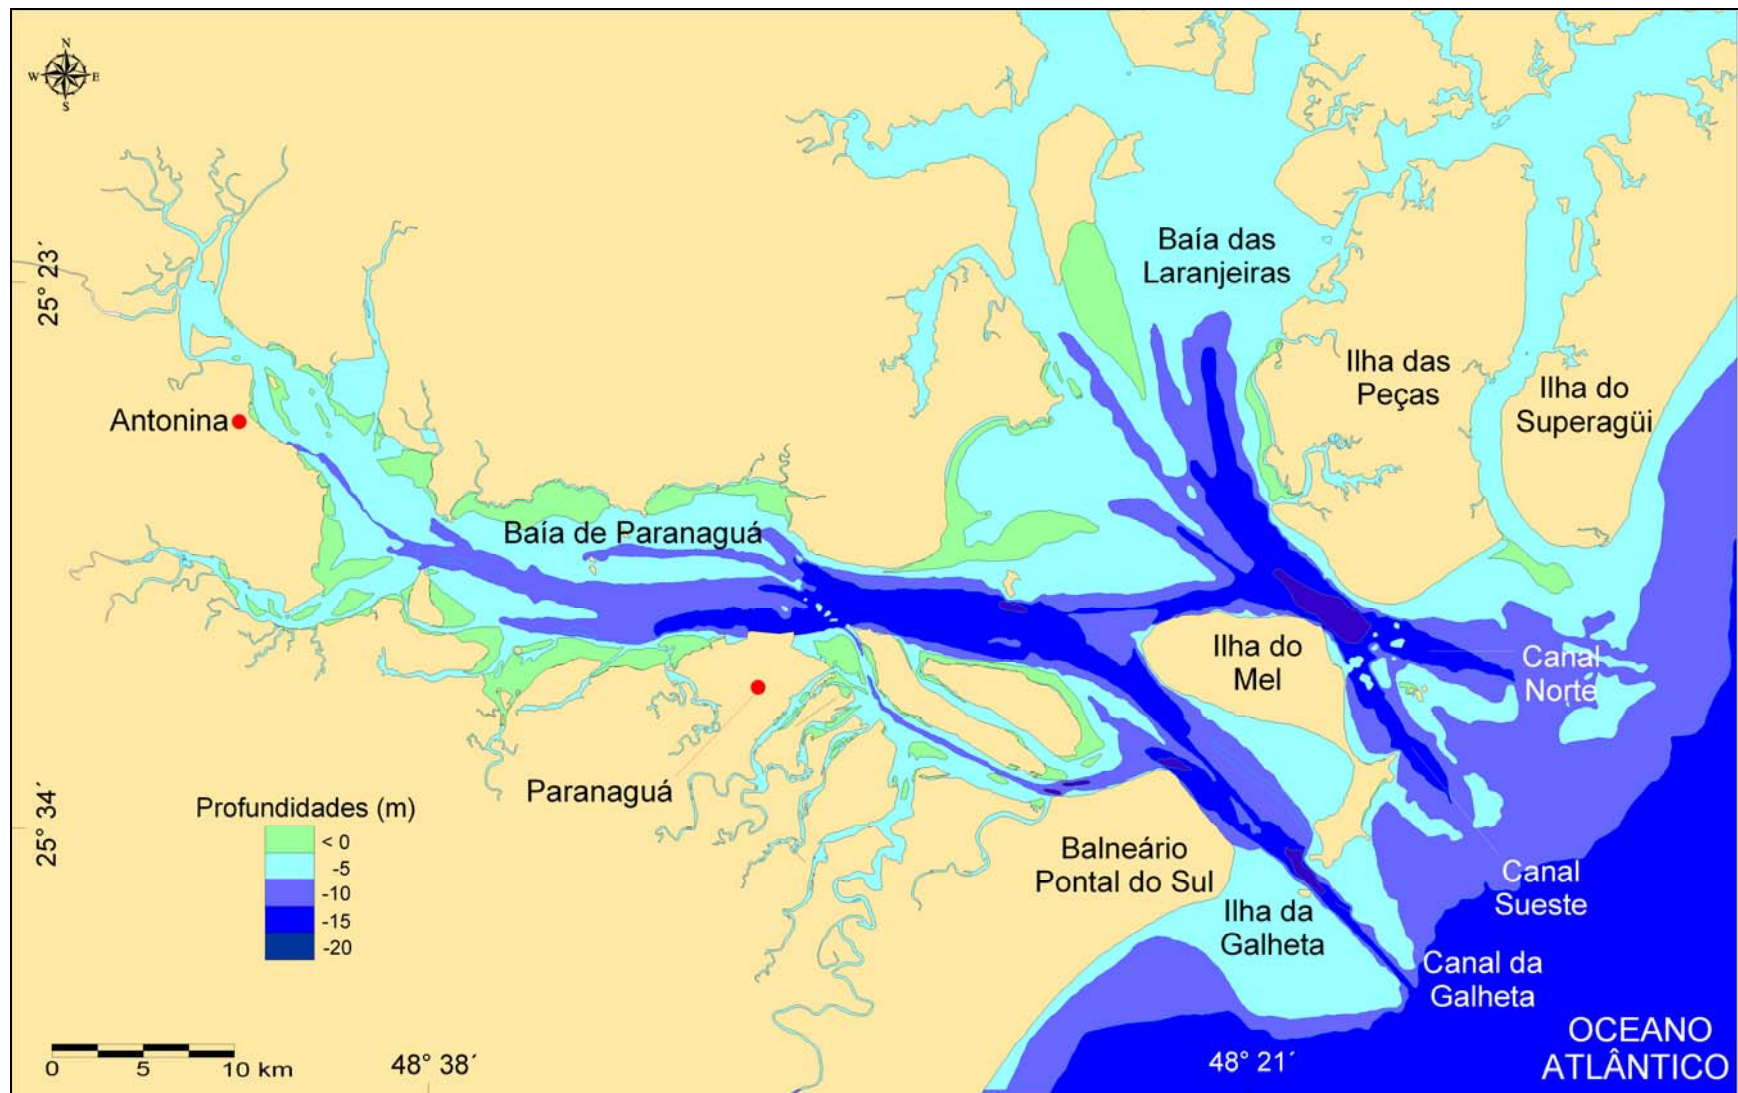 N
W E
S
Baía das
Laranjeiras
25° 23´
Ilha das
Peças
Ilha do
Superagüi
Antonina
Baía de Paranaguá
Ilha do
Mel
Canal
Norte
Paranaguá
Profundidades (m)
< 0
-5
-10
-15
-20
25° 34´
Balneário
Pontal do Sul
Canal
Sueste
Ilha da
Galheta
Canal da
Galheta
OCEANO
ATLÂNTICO
0 5 10 km
48° 38´
48° 21´